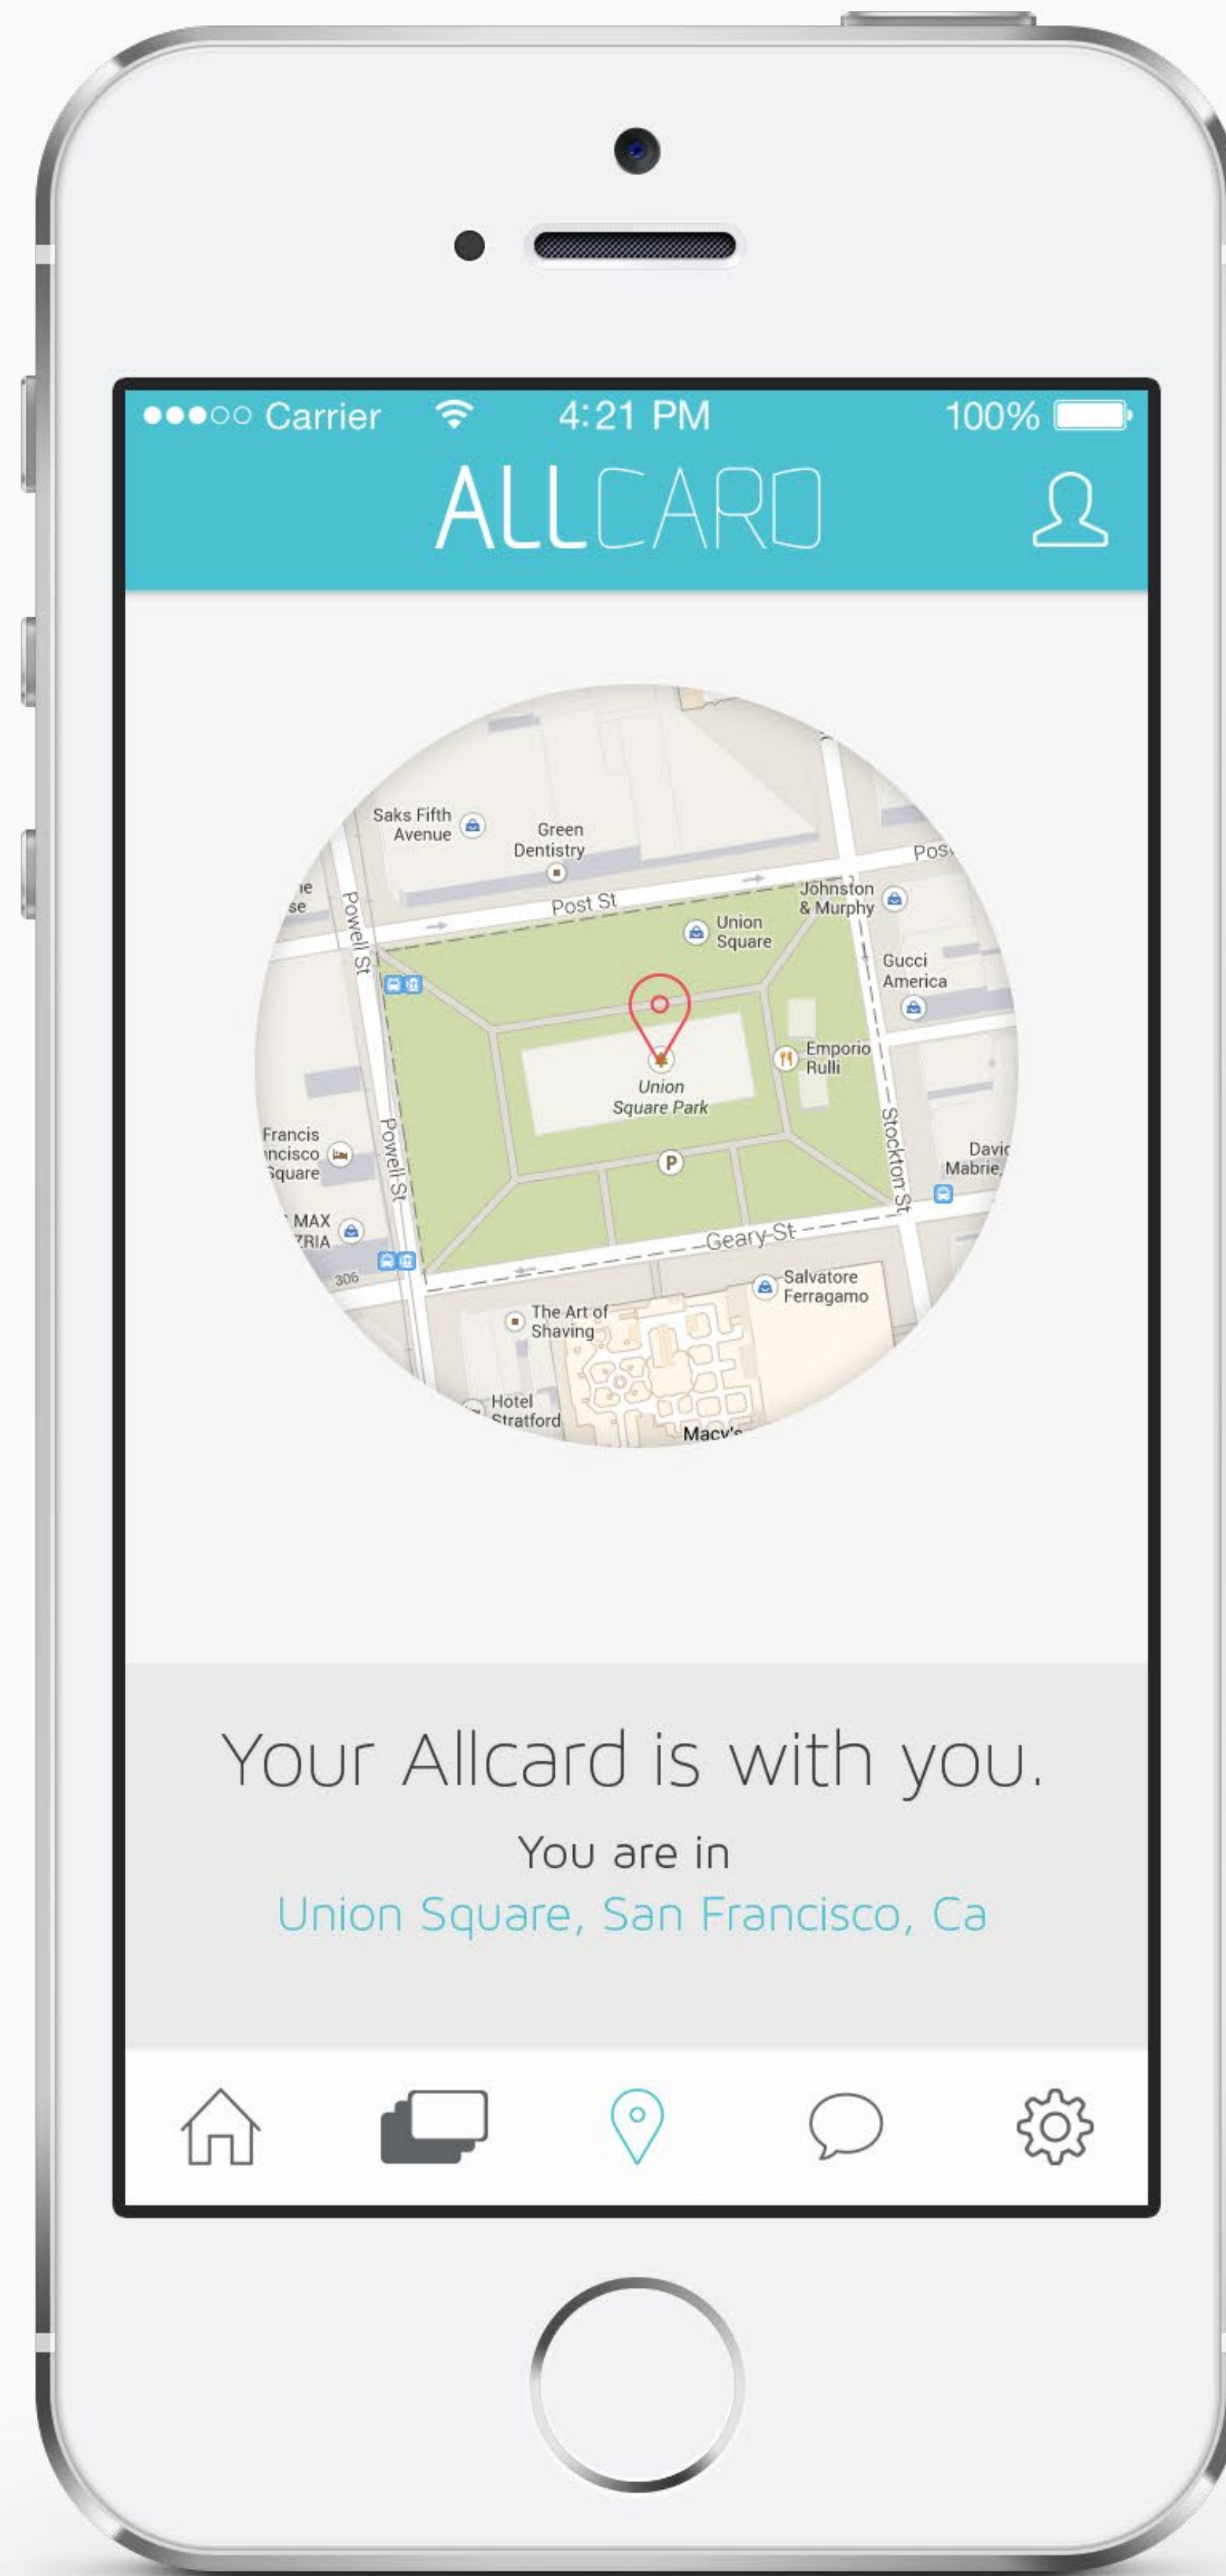 Carrier 4:21 PM 100%
ALLCARD
Saks Fifth
Avenue
Green
Dentistry
Post St
Powell St
Johnston
& Murphy
Union
Square
Gucci
America
Emporio
Rulli
Union
Square Park
P
Powell St
Stockton St
Francis
Square
MAX
306
Geary St
Salvatore
Ferragamo
The Art of
Shaving
Hotel
Stratford
Macy's
Your Allcard is with you.
You are in
Union Square, San Francisco, Ca